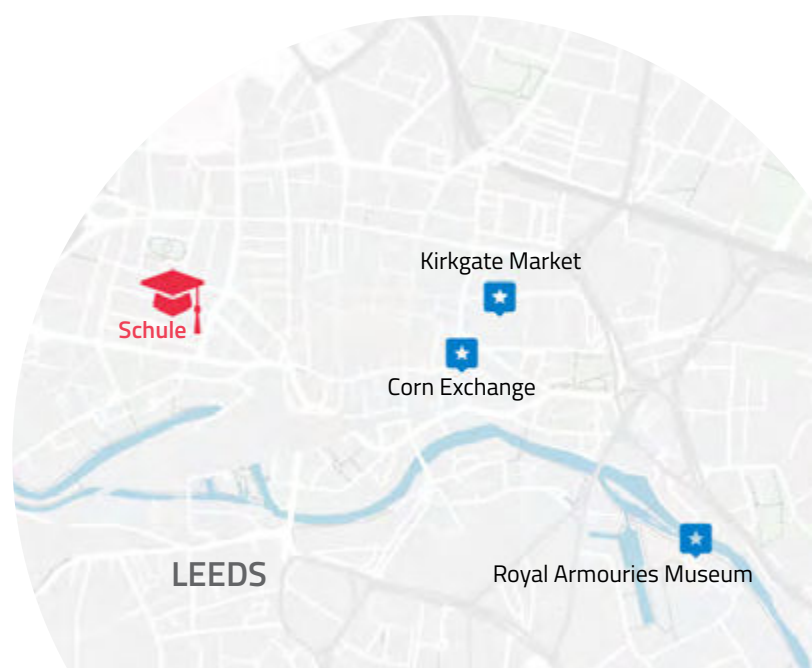 Kirkgate Market
Schule
Corn Exchange
LEEDS
Royal Armouries Museum